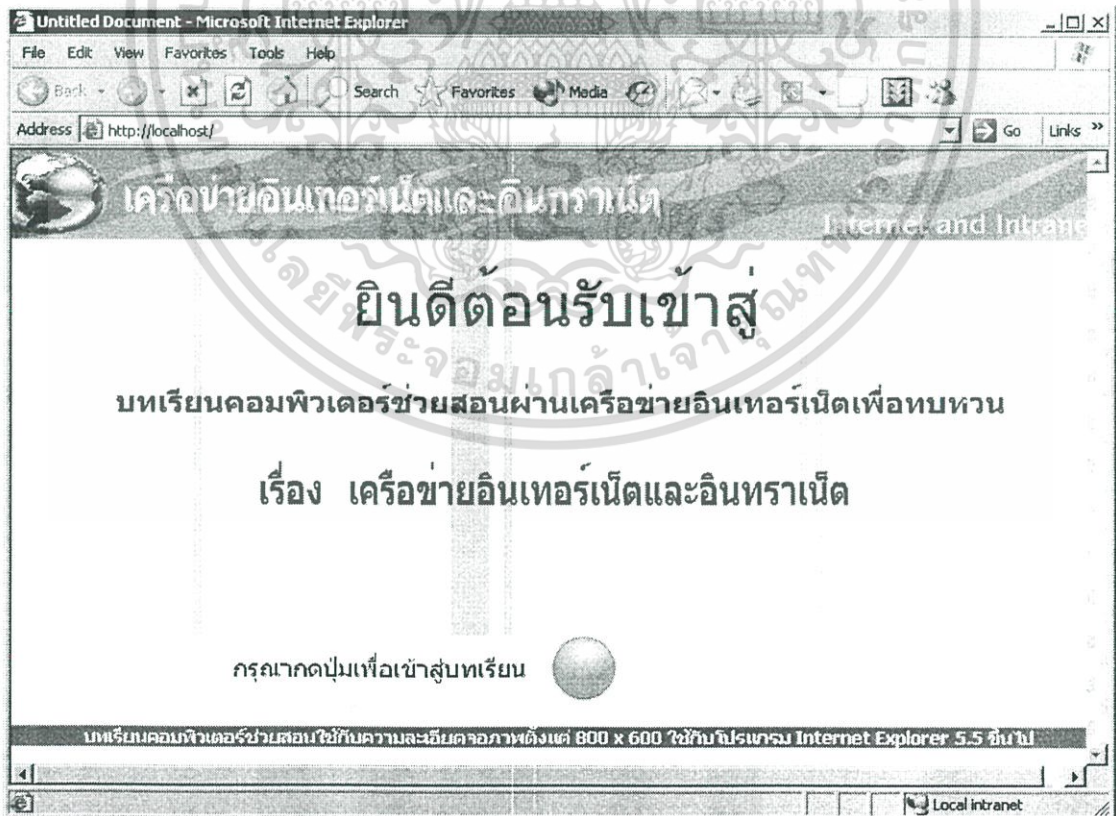 Untitled Document - Microsoft Internet Explorer
File Edit View Favorites Tools Help
Back Search Favorites Media
Address http://localhost/ Go Links »
เครือข่ายอินเทอร์เน็ตและอินทราเน็ต
Internet and Intrane
ยินดีต้อนรับเข้าสู่
บทเรียนคอมพิวเตอร์ช่วยสอนผ่านเครือข่ายอินเทอร์เน็ตเพื่อทบทวน
เรื่อง เครือข่ายอินเทอร์เน็ตและอินทราเน็ต
กรุณากดปุ่มเพื่อเข้าสู่บทเรียน
บทเรียนคอมพิวเตอร์ช่วยสอนใช้กับความละเอียดจอภาพตั้งแต่ 800 x 600 ใช้กับโปรแกรม Internet Explorer 5.5 ขึ้นไป
Local intranet